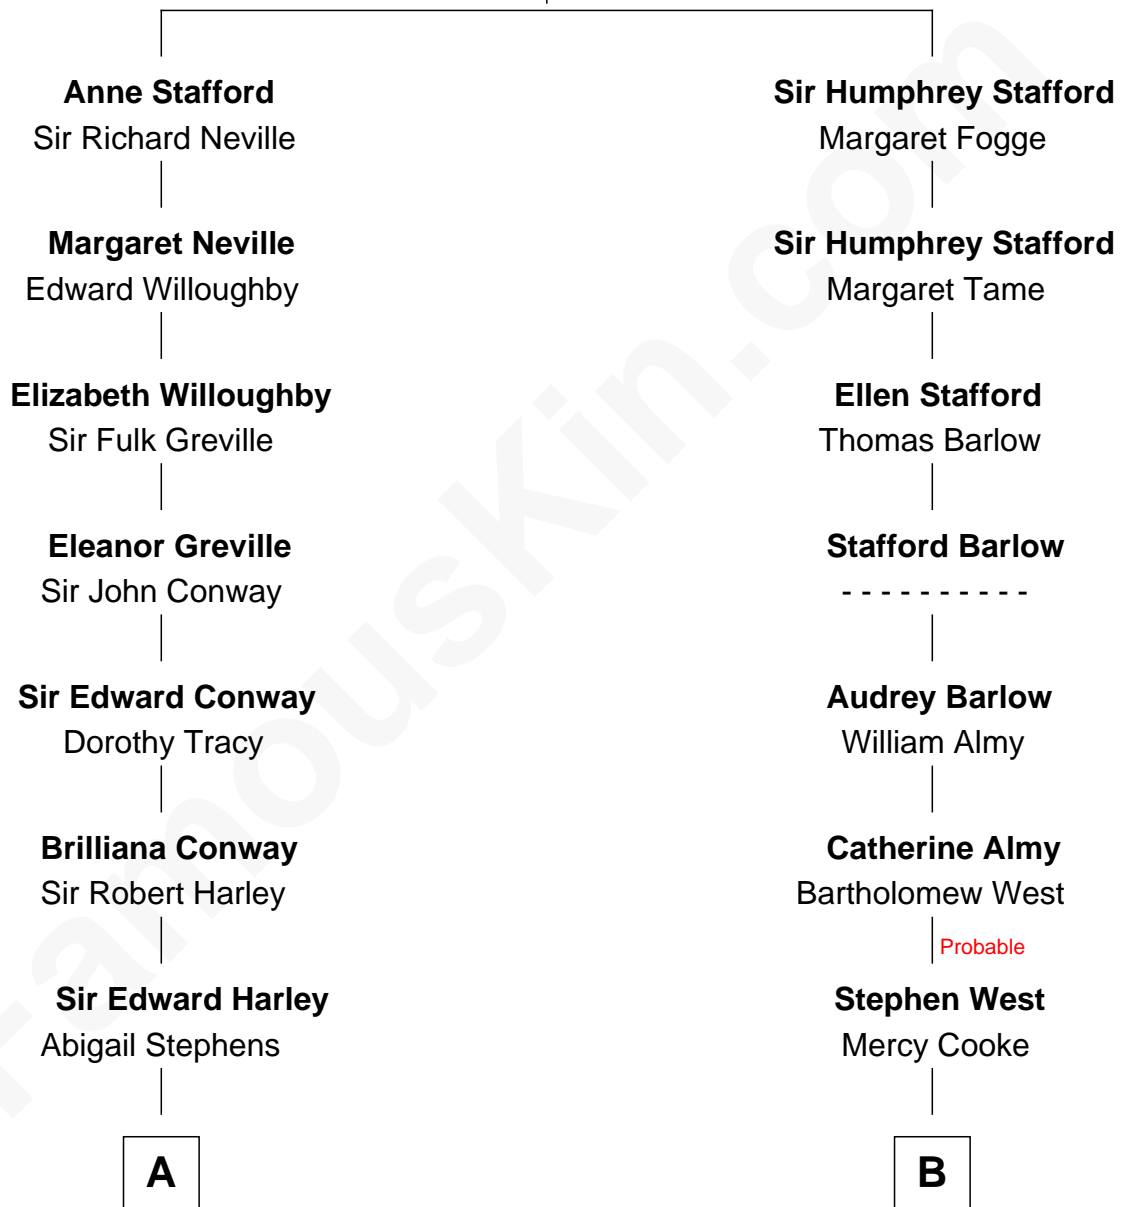 Anne Stafford
Sir Richard Neville
Margaret Neville
Edward Willoughby
Elizabeth Willoughby
Sir Fulk Greville
Eleanor Greville
Sir John Conway
Sir Edward Conway
Dorothy Tracy
Brilliana Conway
Sir Robert Harley
Sir Edward Harley
Abigail Stephens
A
Sir Humphrey Stafford
Margaret Fogge
Sir Humphrey Stafford
Margaret Tame
Ellen Stafford
Thomas Barlow
Stafford Barlow
- - - - - - - - - -
Audrey Barlow
William Almy
Catherine Almy
Bartholomew West
Probable
Stephen West
Mercy Cooke
B
FamousKin.com